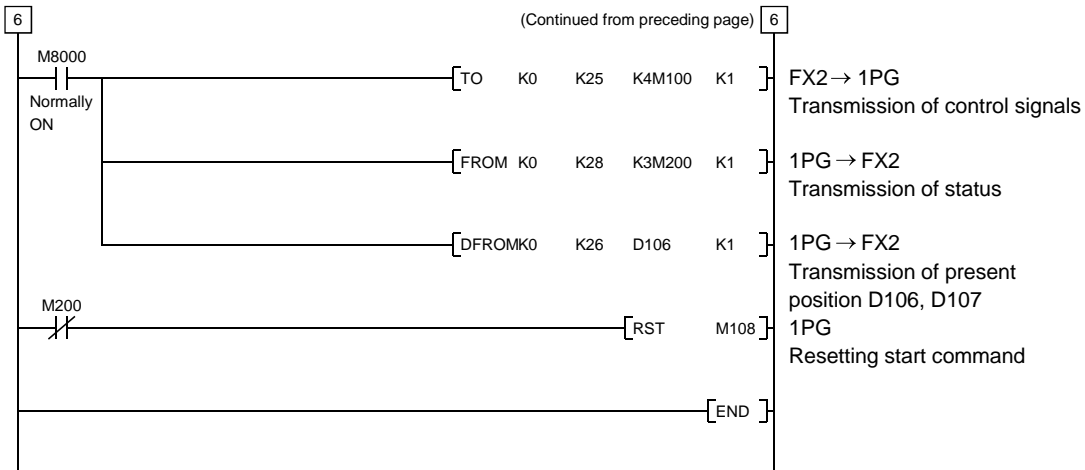 6 (Continued from preceding page) 6
M8000
Normally
ON
TO K0 K25 K4M100 K1
FX2 → 1PG
Transmission of control signals
FROM K0 K28 K3M200 K1
1PG → FX2
Transmission of status
DFROMK0 K26 D106 K1
1PG → FX2
Transmission of present
position D106, D107
M200
RST M108
1PG
Resetting start command
END